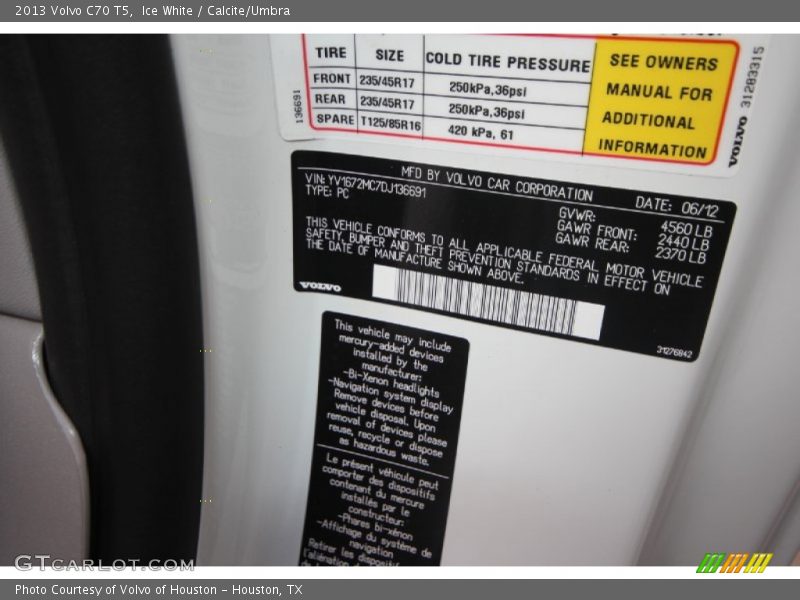 2013 Volvo C70 T5, Ice White / Calcite/Umbra
TIRE SIZE COLD TIRE PRESSURE
FRONT 235/45R17 250kPa,36psi
REAR 235/45R17 250kPa,36psi
SPARE T125/85R16 420 kPa, 61
SEE OWNERS
MANUAL FOR
ADDITIONAL
INFORMATION
136691
VOLVO 31283315
MFD BY VOLVO CAR CORPORATION
VIN: YV1672MC7DJ136691
TYPE: PC
DATE: 06/12
GVWR: 4560 LB
GAWR FRONT: 2440 LB
GAWR REAR: 2370 LB
THIS VEHICLE CONFORMS TO ALL APPLICABLE FEDERAL MOTOR VEHICLE
SAFETY, BUMPER AND THEFT PREVENTION STANDARDS IN EFFECT ON
THE DATE OF MANUFACTURE SHOWN ABOVE.
VOLVO
31276842
This vehicle may include
mercury-added devices
installed by the
manufacturer:
-Bi-Xenon headlights
-Navigation system display
Remove devices before
vehicle disposal. Upon
removal of devices please
reuse, recycle or dispose
as hazardous waste.
Le présent véhicule peut
comporter des dispositifs
contenant du mercure
installés par le
constructeur:
-Phares bi-xénon
-Affichage du système de
navigation
Retirer les dispositifs
GTCARLOT.COM
Photo Courtesy of Volvo of Houston - Houston, TX